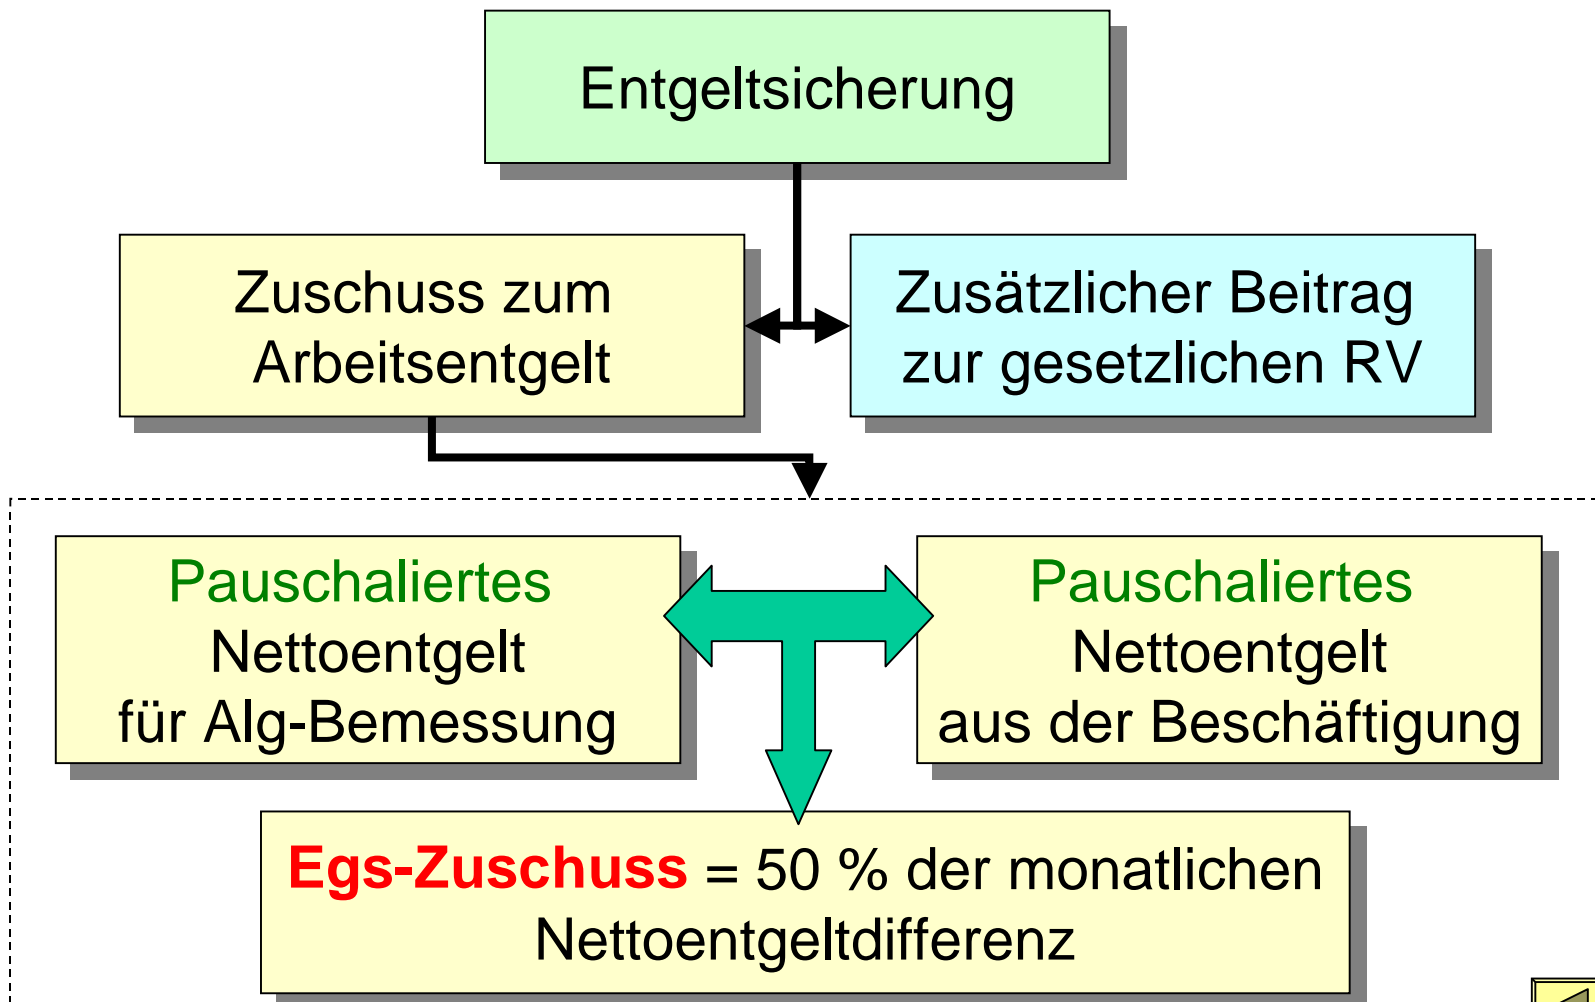 Entgeltsicherung
Zuschuss zum
Arbeitsentgelt
Zusätzlicher Beitrag
zur gesetzlichen RV
Pauschaliertes
Nettoentgelt
für Alg-Bemessung
Pauschaliertes
Nettoentgelt
aus der Beschäftigung
Egs-Zuschuss = 50 % der monatlichen
Nettoentgeltdifferenz